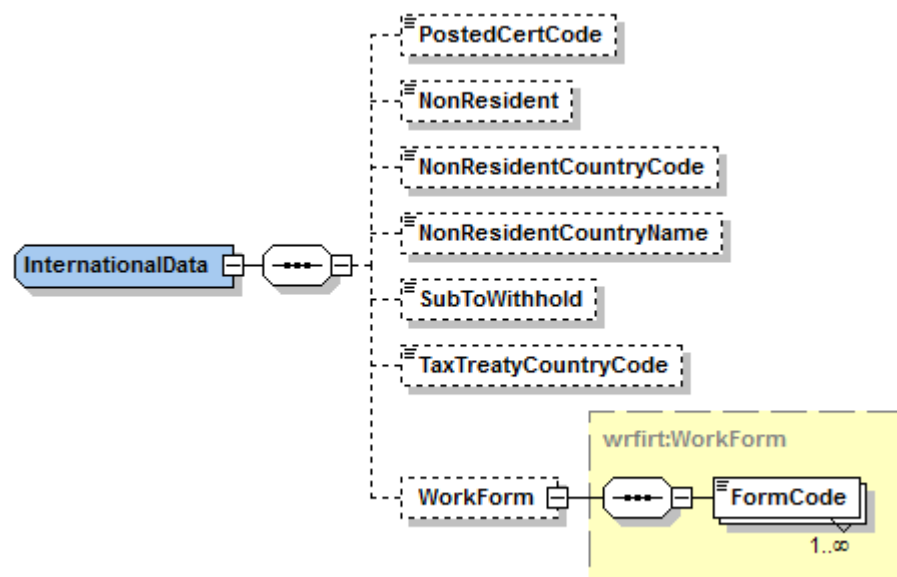 PostedCertCode
NonResident
NonResidentCountryCode
NonResidentCountryName
InternationalData
SubToWithhold
TaxTreatyCountryCode
wrfirt:WorkForm
WorkForm
FormCode
1..∞